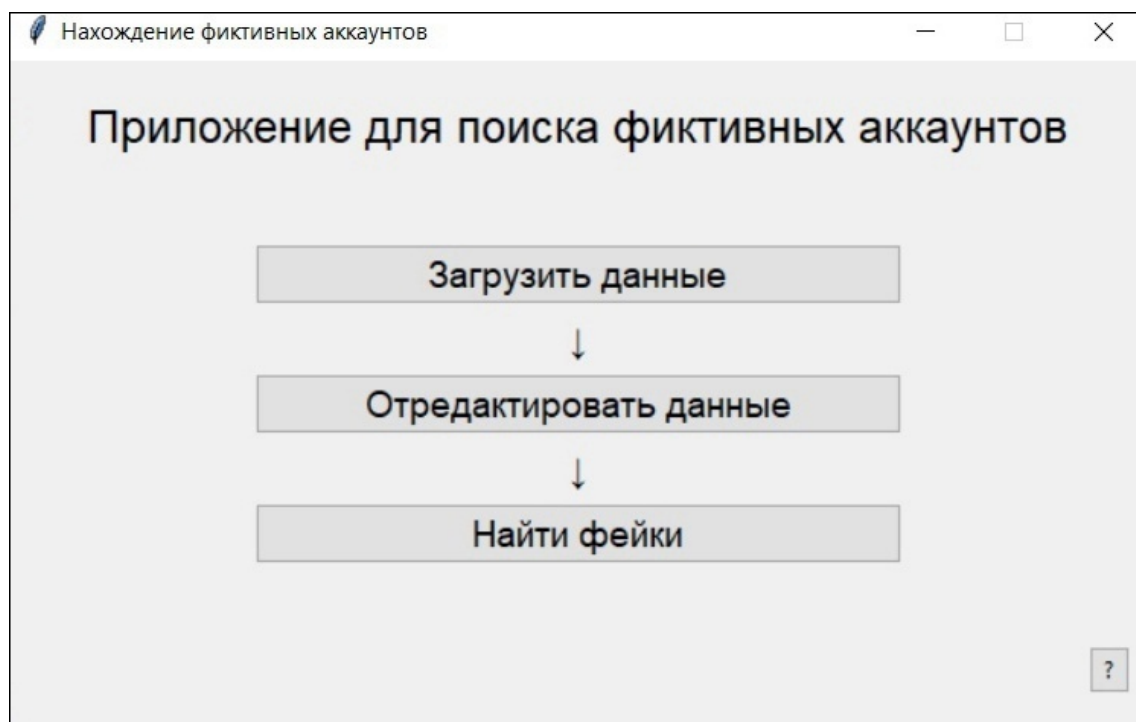 Нахождение фиктивных аккаунтов
Приложение для поиска фиктивных аккаунтов
Загрузить данные
↓
Отредактировать данные
↓
Найти фейки
?